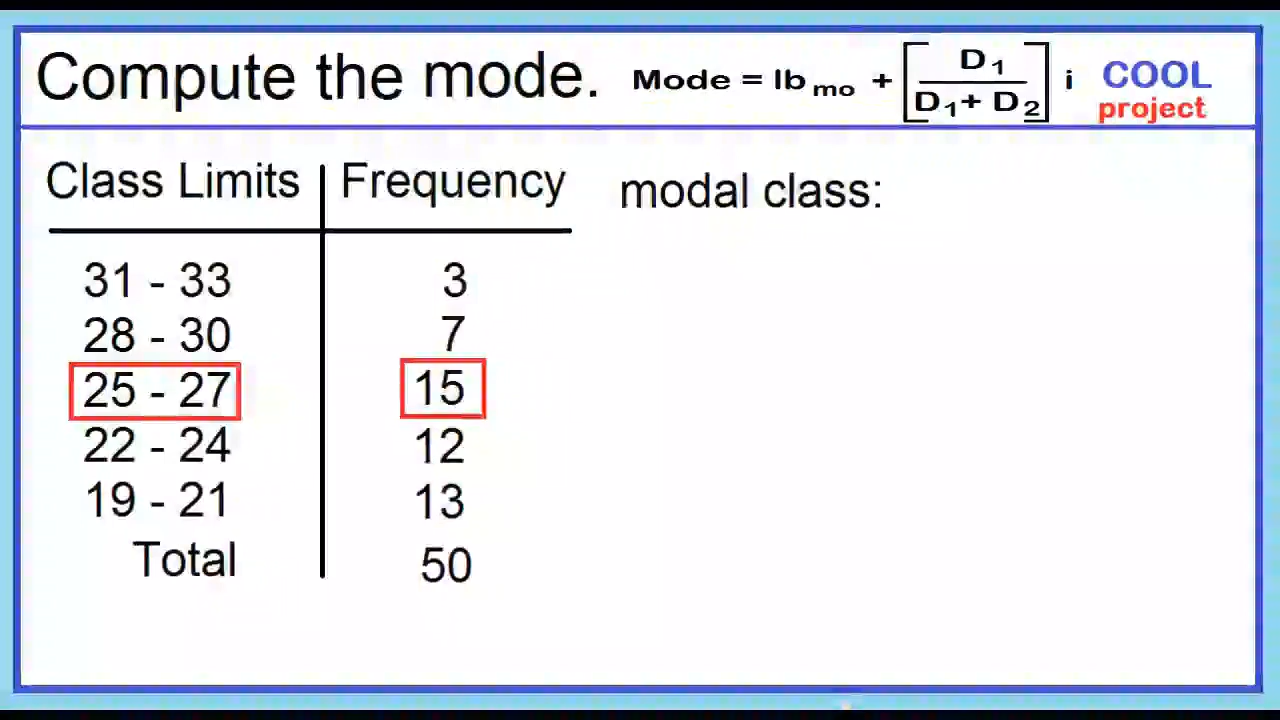 Compute the mode. Mode = lb mo + [ D1 / D1 + D2 ] i COOL project
Class Limits Frequency modal class:
31 - 33 3
28 - 30 7
25 - 27 15
22 - 24 12
19 - 21 13
Total 50